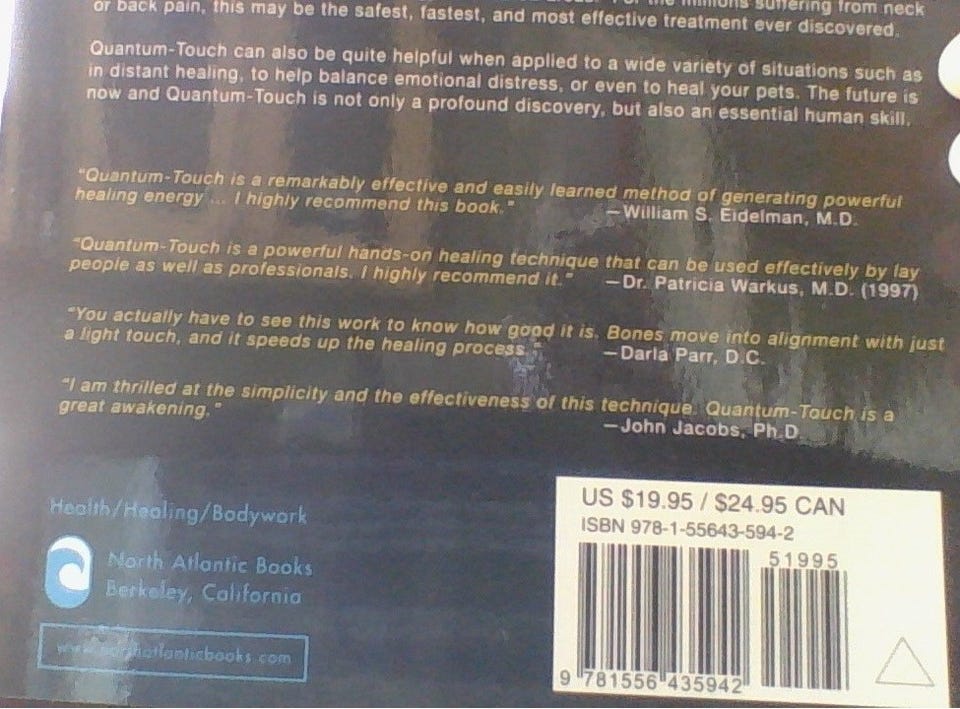 suffering from neck
or back pain, this may be the safest, fastest, and most effective treatment ever discovered.
Quantum-Touch can also be quite helpful when applied to a wide variety of situations such as
in distant healing, to help balance emotional distress, or even to heal your pets. The future is
now and Quantum-Touch is not only a profound discovery, but also an essential human skill.
"Quantum-Touch is a remarkably effective and easily learned method of generating powerful
healing energy ... I highly recommend this book."
—William S. Eidelman, M.D.
"Quantum-Touch is a powerful hands-on healing technique that can be used effectively by lay
people as well as professionals. I highly recommend it."
—Dr. Patricia Warkus, M.D. (1997)
"You actually have to see this work to know how good it is. Bones move into alignment with just
a light touch, and it speeds up the healing process."
—Darla Parr, D.C.
"I am thrilled at the simplicity and the effectiveness of this technique. Quantum-Touch is a
great awakening."
—John Jacobs, Ph.D
Health/Healing/Bodywork
North Atlantic Books
Berkeley, California
www.northatlanticbooks.com
US $19.95 / $24.95 CAN
ISBN 978-1-55643-594-2
51995
9 781556 435942